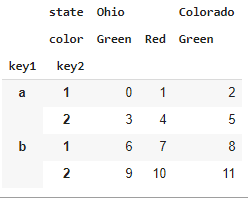 state Ohio Colorado
color Green Red Green
key1 key2
a 1 0 1 2
2 3 4 5
b 1 6 7 8
2 9 10 11